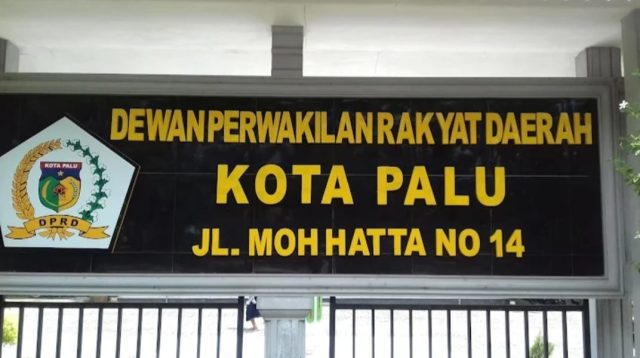 DEWAN PERWAKILAN RAKYAT DAERAH
KOTA PALU
JL. MOH HATTA NO 14
KOTA PALU
DPRD